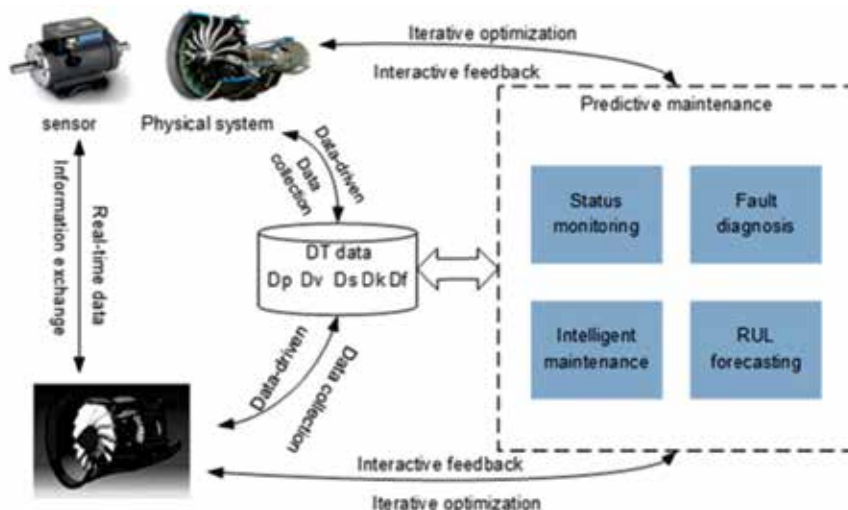 Iterative optimization
Interactive feedback
sensor
Physical system
Predictive maintenance
Data-driven
Data
collection
Real-time data
Information exchange
Status
monitoring
Fault
diagnosis
DT data
Dp Dv Ds Dk Df
Intelligent
maintenance
RUL
forecasting
Data-driven
Data collection
Interactive feedback
Iterative optimization